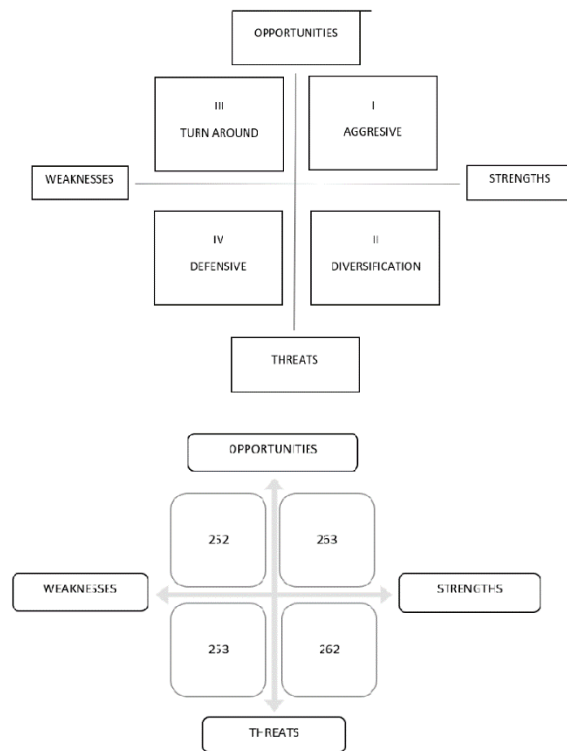 OPPORTUNITIES
III
TURN AROUND
I
AGGRESIVE
WEAKNESSES
STRENGTHS
IV
DEFENSIVE
II
DIVERSIFICATION
THREATS
OPPORTUNITIES
252
253
WEAKNESSES
STRENGTHS
253
262
THREATS